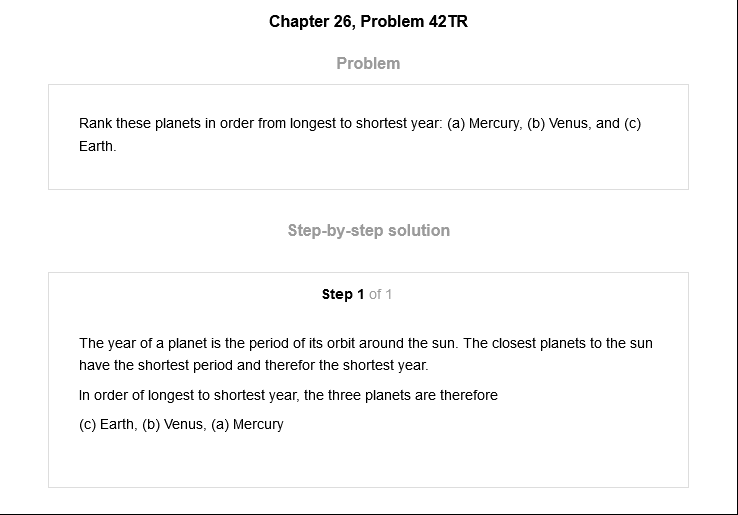 Chapter 26, Problem 42TR
Problem
Rank these planets in order from longest to shortest year: (a) Mercury, (b) Venus, and (c)
Earth.
Step-by-step solution
Step 1 of 1
The year of a planet is the period of its orbit around the sun. The closest planets to the sun
have the shortest period and therefor the shortest year.
In order of longest to shortest year, the three planets are therefore
(c) Earth, (b) Venus, (a) Mercury